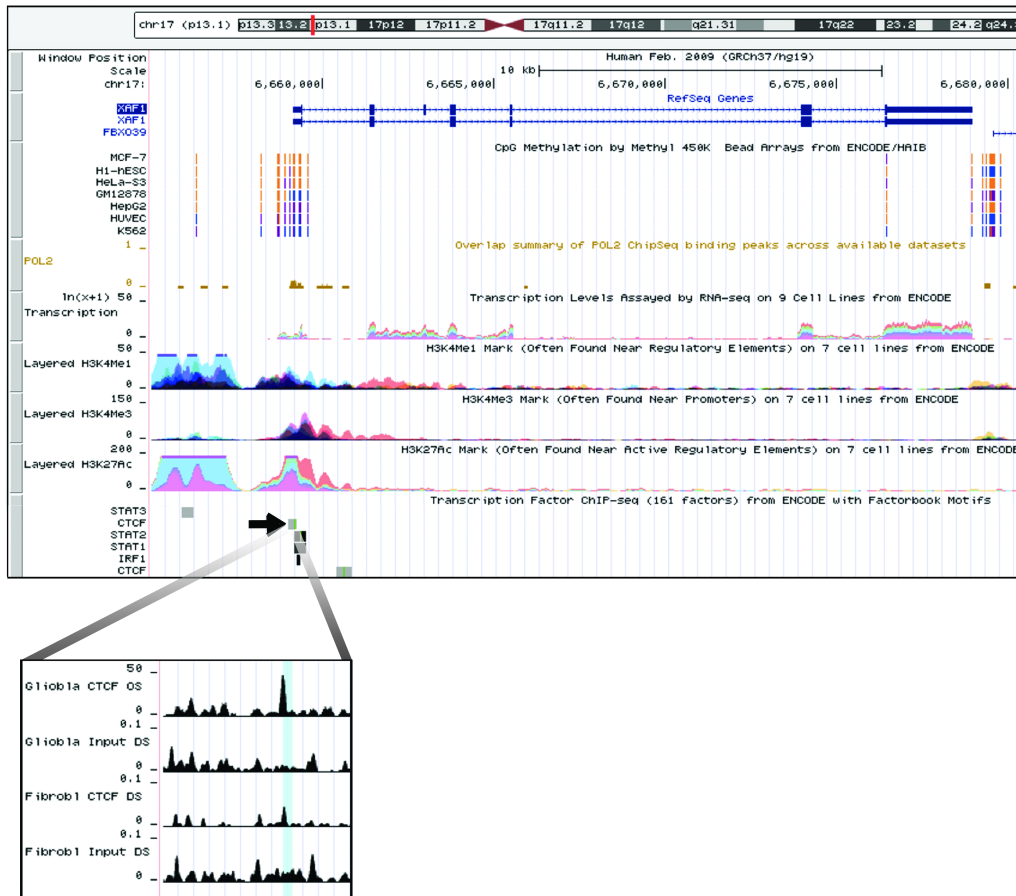 chr17 (p13.1) p13.3 13.2 p13.1 17p12 17p11.2 17q11.2 17q12 q21.31 17q22 23.2 24.2 q24.3
Window Position Human Feb. 2009 (GRCh37/hg19)
Scale 10 kb
chr17: 6,660,000 6,665,000 6,670,000 6,675,000 6,680,000
RefSeq Genes
XAF1
XAF1
FBXO39
CpG Methylation by Methyl 450K Bead Arrays from ENCODE/HAIB
MCF-7
H1-hESC
HeLa-S3
GM12878
HepG2
HUVEC
K562
1 _ Overlap summary of POL2 ChipSeq binding peaks across available datasets
POL2
0 _
ln(x+1) 50 _ Transcription Levels Assayed by RNA-seq on 9 Cell Lines from ENCODE
Transcription
0 _
50 _ H3K4Me1 Mark (Often Found Near Regulatory Elements) on 7 cell lines from ENCODE
Layered H3K4Me1
0 _
150 _ H3K4Me3 Mark (Often Found Near Promoters) on 7 cell lines from ENCODE
Layered H3K4Me3
0 _
200 _ H3K27Ac Mark (Often Found Near Active Regulatory Elements) on 7 cell lines from ENCODE
Layered H3K27Ac
0 _
Transcription Factor ChIP-seq (161 factors) from ENCODE with Factorbook Motifs
STAT3
CTCF
STAT2
STAT1
IRF1
CTCF
50 _
Gliobla CTCF OS
0 _
0.1 _
Gliobla Input DS
0 _
0.1 _
Fibrobl CTCF DS
0 _
0.1 _
Fibrobl Input DS
0 _